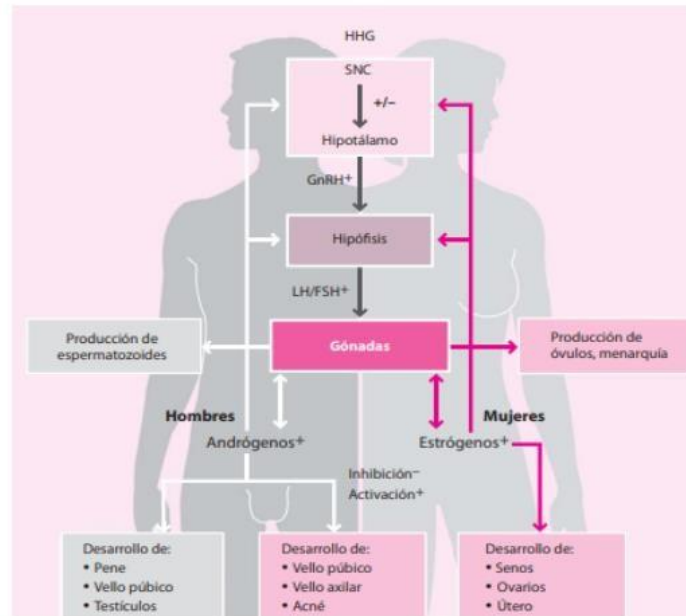 HHG
SNC
+/−
Hipotálamo
GnRH+
Hipófisis
LH/FSH+
Producción de
espermatozoides
Gónadas
Producción de
óvulos, menarquía
Hombres
Mujeres
Andrógenos+
Estrógenos+
Inhibición−
Activación+
Desarrollo de:
• Pene
• Vello púbico
• Testículos
Desarrollo de:
• Vello púbico
• Vello axilar
• Acné
Desarrollo de:
• Senos
• Ovarios
• Útero